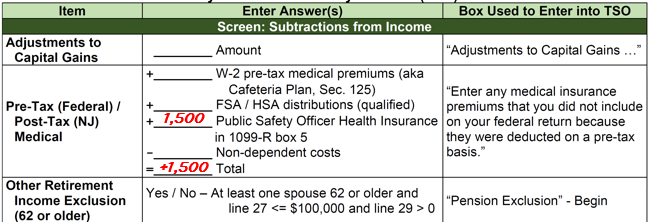 Item Enter Answer(s) Box Used to Enter into TSO
Screen: Subtractions from Income
Adjustments to
Capital Gains
________ Amount
“Adjustments to Capital Gains …”
Pre-Tax (Federal) /
Post-Tax (NJ)
Medical
+________ W-2 pre-tax medical premiums (aka
Cafeteria Plan, Sec. 125)
+________ FSA / HSA distributions (qualified)
+ 1,500 Public Safety Officer Health Insurance
in 1099-R box 5
−________ Non-dependent costs
= +1,500 Total
“Enter any medical insurance
premiums that you did not include
on your federal return because
they were deducted on a pre-tax
basis.”
Other Retirement
Income Exclusion
(62 or older)
Yes / No – At least one spouse 62 or older and
line 27 <= $100,000 and line 29 > 0
“Pension Exclusion” - Begin